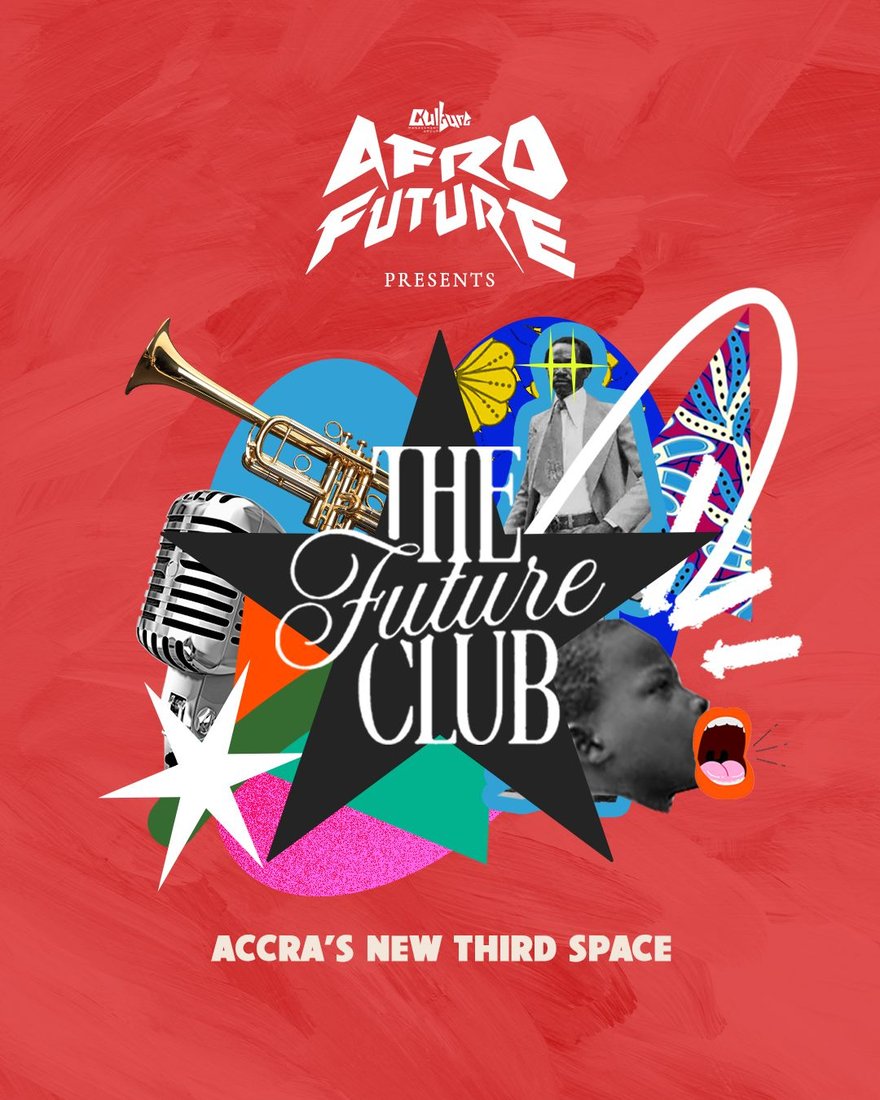 Culture
AFRO
FUTURE
PRESENTS
THE
Future
CLUB
ACCRA'S NEW THIRD SPACE